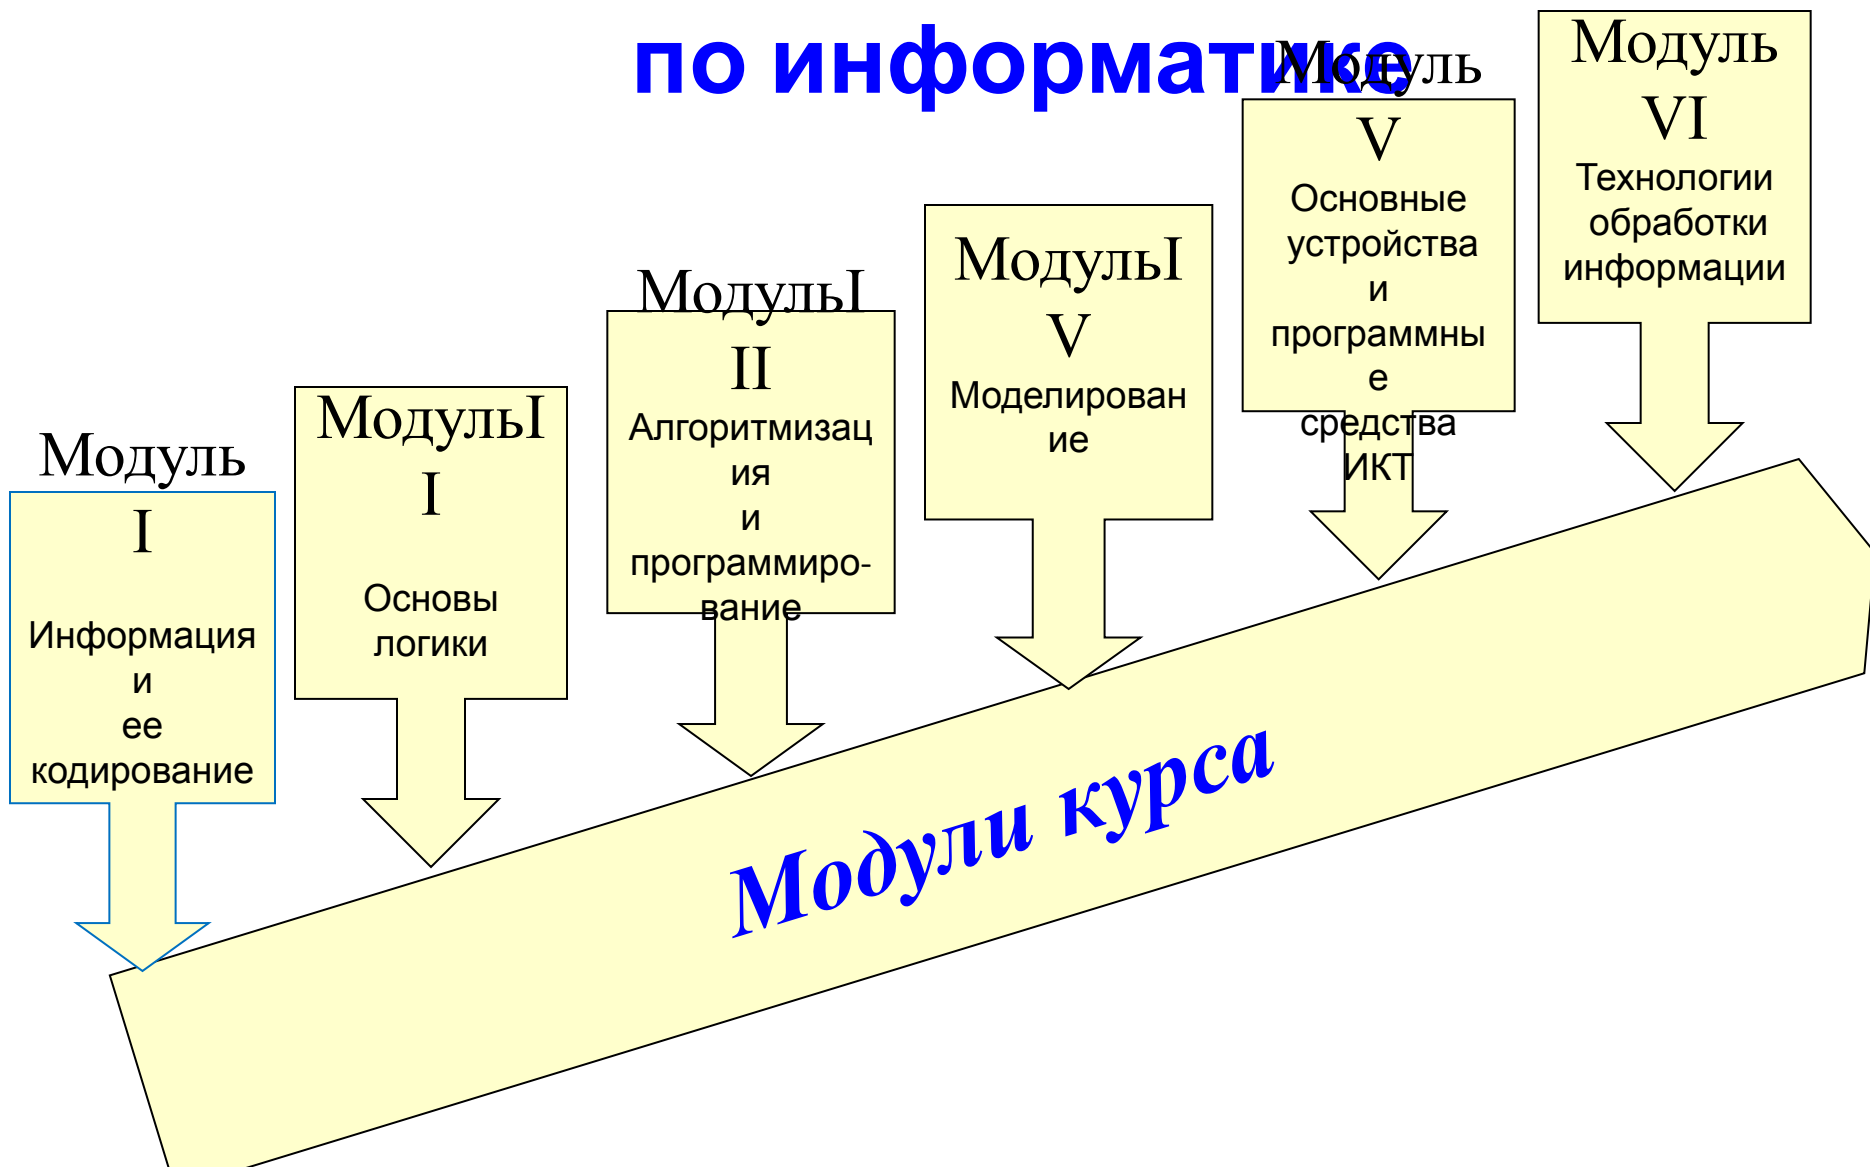 по информатике
Модуль
I
Информация
и
ее
кодирование
МодульI
I
Основы
логики
МодульI
II
Алгоритмизац
ия
и
программиро-
вание
МодульI
V
Моделирован
ие
Модуль
V
Основные
устройства
и
программны
е
средства
ИКТ
Модуль
VI
Технологии
обработки
информации
Модули курса